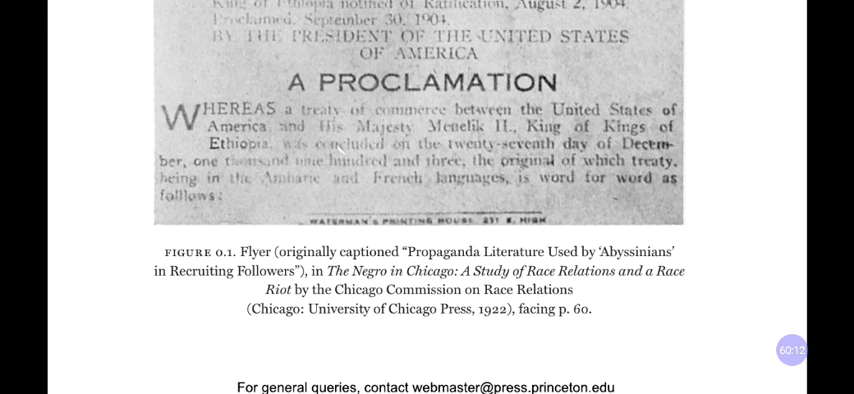 King of Ethiopia notified of Ratification, August 2, 1904.
Proclaimed, September 30, 1904.
BY THE PRESIDENT OF THE UNITED STATES
OF AMERICA
A PROCLAMATION
WHEREAS a treaty of commerce between the United States of
America and His Majesty Menelik II., King of Kings of
Ethiopia, was concluded on the twenty-seventh day of Decem-
ber, one thousand nine hundred and three, the original of which treaty,
being in the Amharic and French languages, is word for word as
folllows:
WATERMAN'S PRINTING HOUSE, 231 E. HIGH
FIGURE 0.1. Flyer (originally captioned “Propaganda Literature Used by ‘Abyssinians’
in Recruiting Followers”), in The Negro in Chicago: A Study of Race Relations and a Race
Riot by the Chicago Commission on Race Relations
(Chicago: University of Chicago Press, 1922), facing p. 60.
60:12
For general queries, contact webmaster@press.princeton.edu